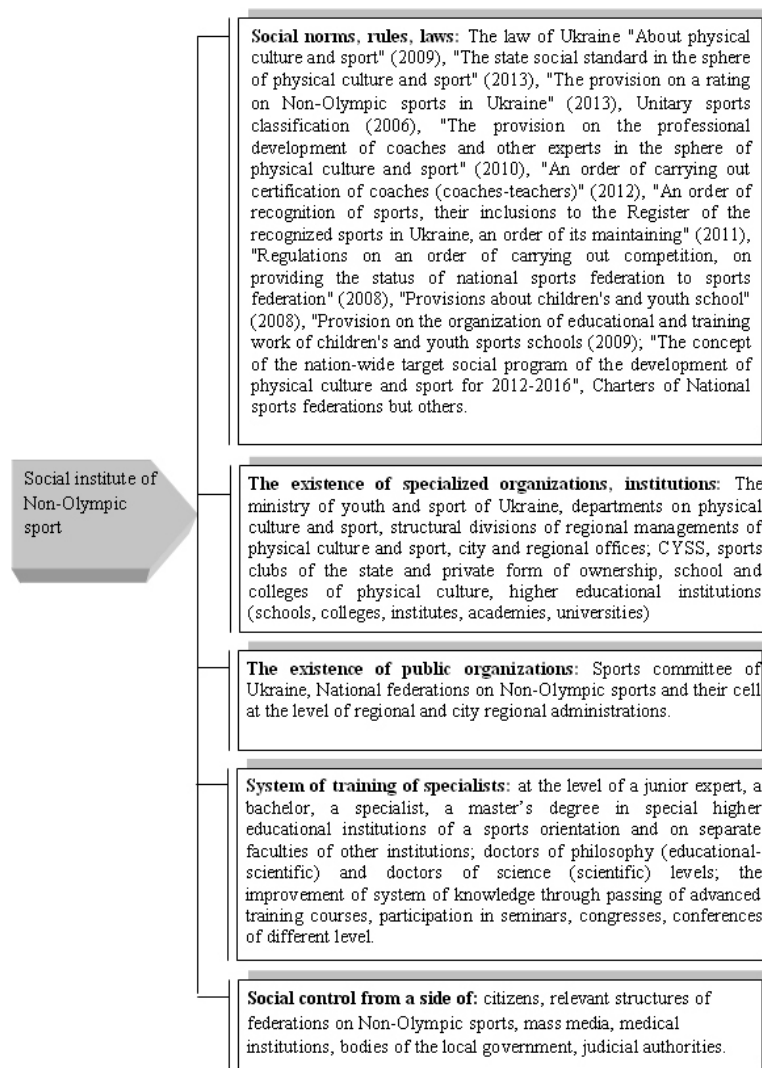 Social norms, rules, laws: The law of Ukraine "About physical
culture and sport" (2009), "The state social standard in the sphere
of physical culture and sport" (2013), "The provision on a rating
on Non-Olympic sports in Ukraine" (2013), Unitary sports
classification (2006), "The provision on the professional
development of coaches and other experts in the sphere of
physical culture and sport" (2010), "An order of carrying out
certification of coaches (coaches-teachers)" (2012), "An order of
recognition of sports, their inclusions to the Register of the
recognized sports in Ukraine, an order of its maintaining" (2011),
"Regulations on an order of carrying out competition, on
providing the status of national sports federation to sports
federation" (2008), "Provisions about children's and youth school"
(2008), "Provision on the organization of educational and training
work of children's and youth sports schools (2009); "The concept
of the nation-wide target social program of the development of
physical culture and sport for 2012-2016", Charters of National
sports federations but others.
Social institute of
Non-Olympic
sport
The existence of specialized organizations, institutions: The
ministry of youth and sport of Ukraine, departments on physical
culture and sport, structural divisions of regional managements of
physical culture and sport, city and regional offices; CYSS, sports
clubs of the state and private form of ownership, school and
colleges of physical culture, higher educational institutions
(schools, colleges, institutes, academies, universities)
The existence of public organizations: Sports committee of
Ukraine, National federations on Non-Olympic sports and their cell
at the level of regional and city regional administrations.
System of training of specialists: at the level of a junior expert, a
bachelor, a specialist, a master's degree in special higher
educational institutions of a sports orientation and on separate
faculties of other institutions; doctors of philosophy (educational-
scientific) and doctors of science (scientific) levels; the
improvement of system of knowledge through passing of advanced
training courses, participation in seminars, congresses, conferences
of different level.
Social control from a side of: citizens, relevant structures of
federations on Non-Olympic sports, mass media, medical
institutions, bodies of the local government, judicial authorities.